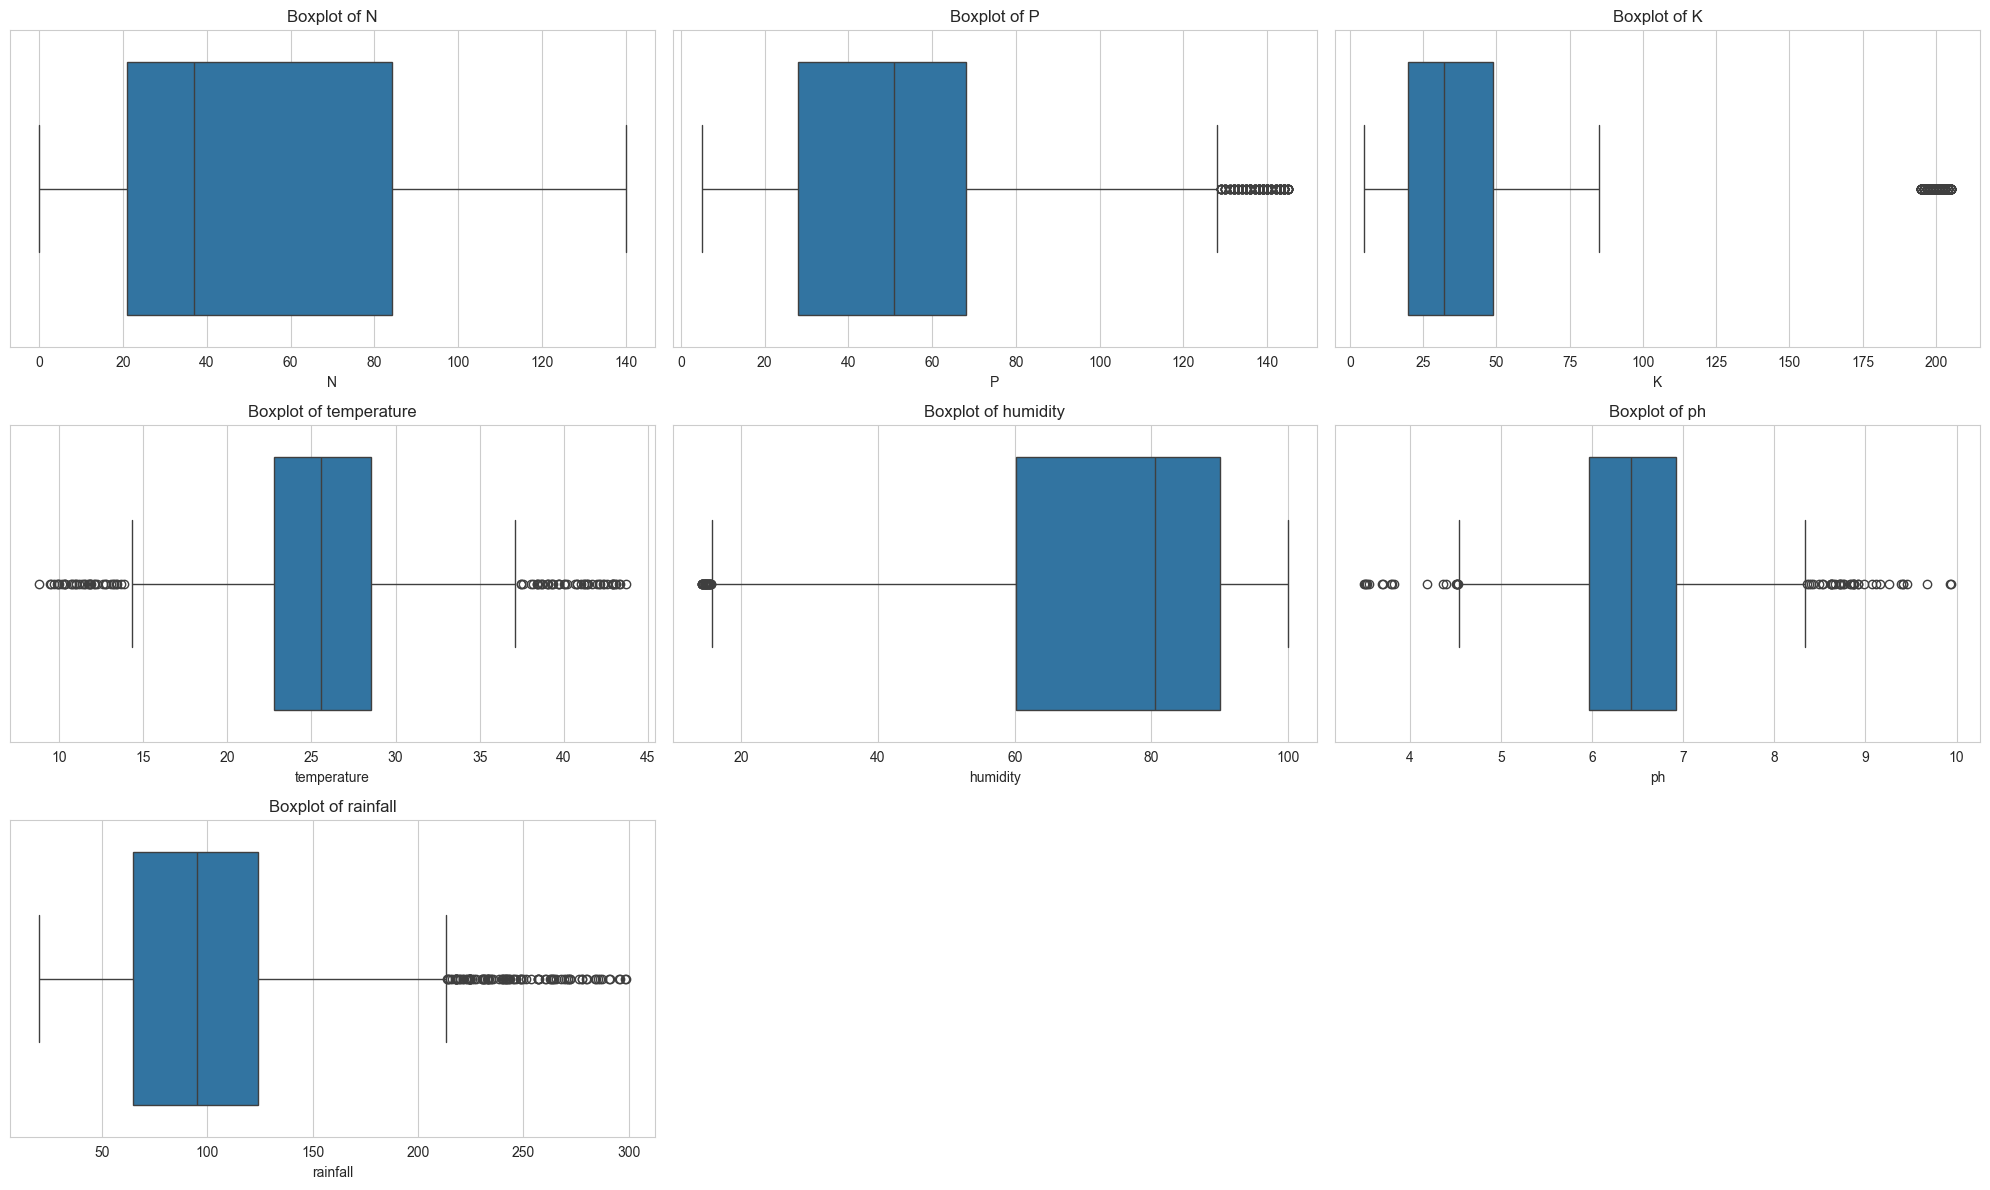 Boxplot of N
Boxplot of P
Boxplot of K
0 20 40 60 80 100 120 140
0 20 40 60 80 100 120 140
0 25 50 75 100 125 150 175 200
N
P
K
Boxplot of temperature
Boxplot of humidity
Boxplot of ph
10 15 20 25 30 35 40 45
20 40 60 80 100
4 5 6 7 8 9 10
temperature
humidity
ph
Boxplot of rainfall
50 100 150 200 250 300
rainfall